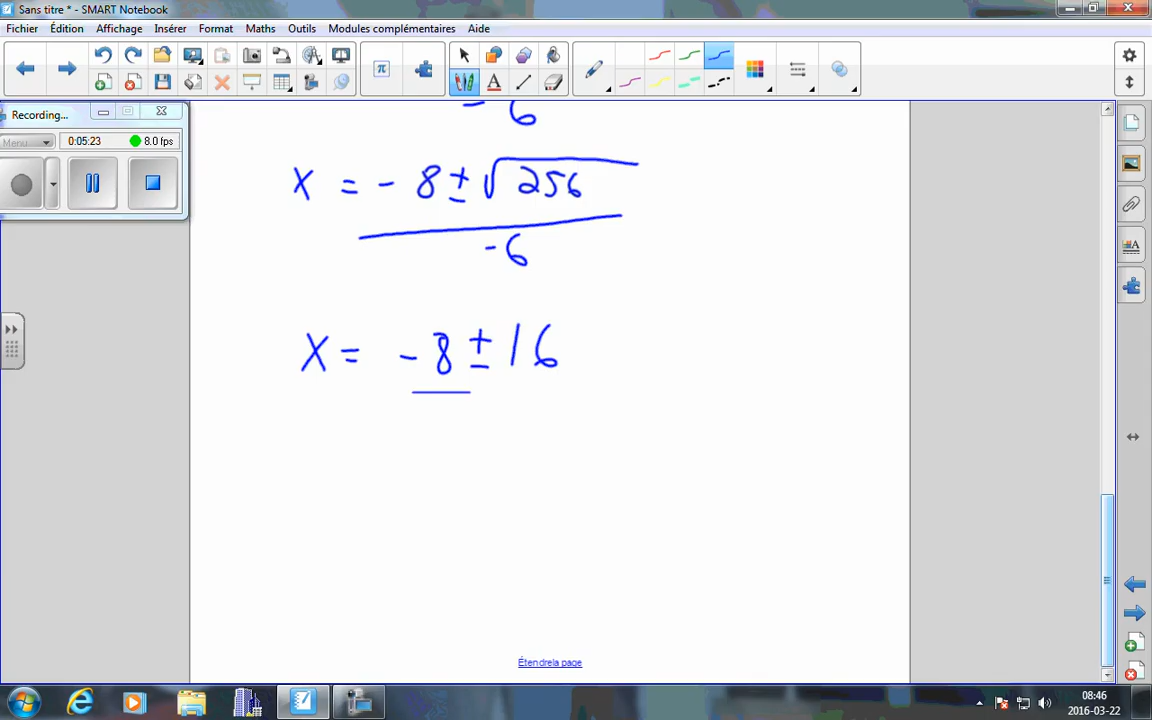 Sans titre * - SMART Notebook
Fichier Édition Affichage Insérer Format Maths Outils Modules complémentaires Aide
Recording...
Menu 0:05:23 8.0 fps
- 6
x = - 8 ± √256
-6
x = - 8 ± 16
Étendre la page
08:46
2016-03-22